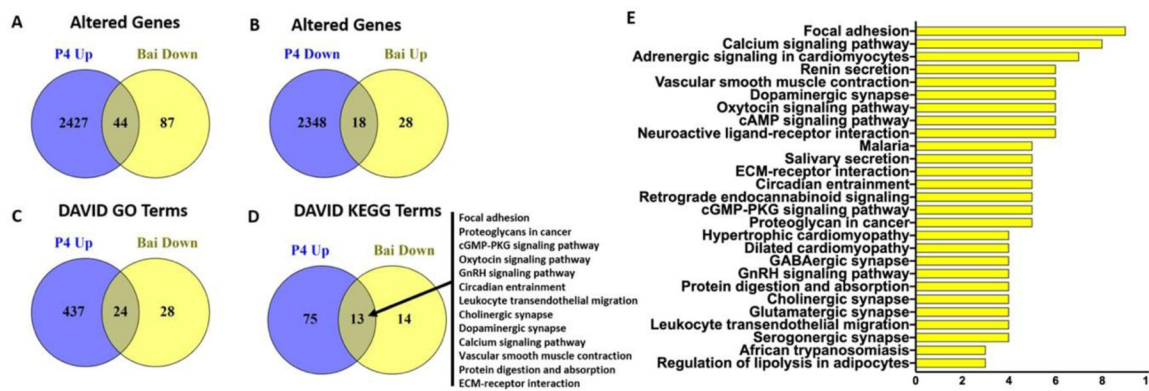 A
Altered Genes
P4 Up
Bai Down
2427
44
87
B
Altered Genes
P4 Down
Bai Up
2348
18
28
C
DAVID GO Terms
P4 Up
Bai Down
437
24
28
D
DAVID KEGG Terms
P4 Up
Bai Down
75
13
14
Focal adhesion
Proteoglycans in cancer
cGMP-PKG signaling pathway
Oxytocin signaling pathway
GnRH signaling pathway
Circadian entrainment
Leukocyte transendothelial migration
Cholinergic synapse
Dopaminergic synapse
Calcium signaling pathway
Vascular smooth muscle contraction
Protein digestion and absorption
ECM-receptor interaction
E
Focal adhesion
Calcium signaling pathway
Adrenergic signaling in cardiomyocytes
Renin secretion
Vascular smooth muscle contraction
Dopaminergic synapse
Oxytocin signaling pathway
cAMP signaling pathway
Neuroactive ligand-receptor interaction
Malaria
Salivary secretion
ECM-receptor interaction
Circadian entrainment
Retrograde endocannabinoid signaling
cGMP-PKG signaling pathway
Proteoglycan in cancer
Hypertrophic cardiomyopathy
Dilated cardiomyopathy
GABAergic synapse
GnRH signaling pathway
Protein digestion and absorption
Cholinergic synapse
Glutamatergic synapse
Leukocyte transendothelial migration
Serogonergic synapse
African trypanosomiasis
Regulation of lipolysis in adipocytes
0 2 4 6 8 1